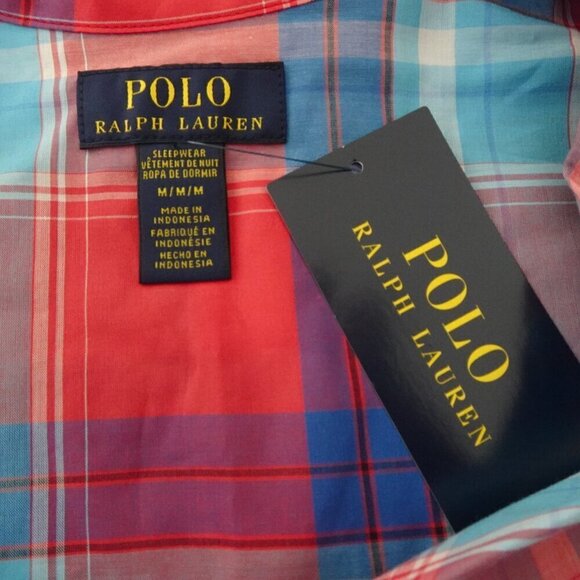 POLO
RALPH LAUREN
SLEEPWEAR
VÊTEMENT DE NUIT
ROPA DE DORMIR
M/M/M
MADE IN
INDONESIA
FABRIQUÉ EN
INDONÉSIE
HECHO EN
INDONESIA
POLO
RALPH LAUREN